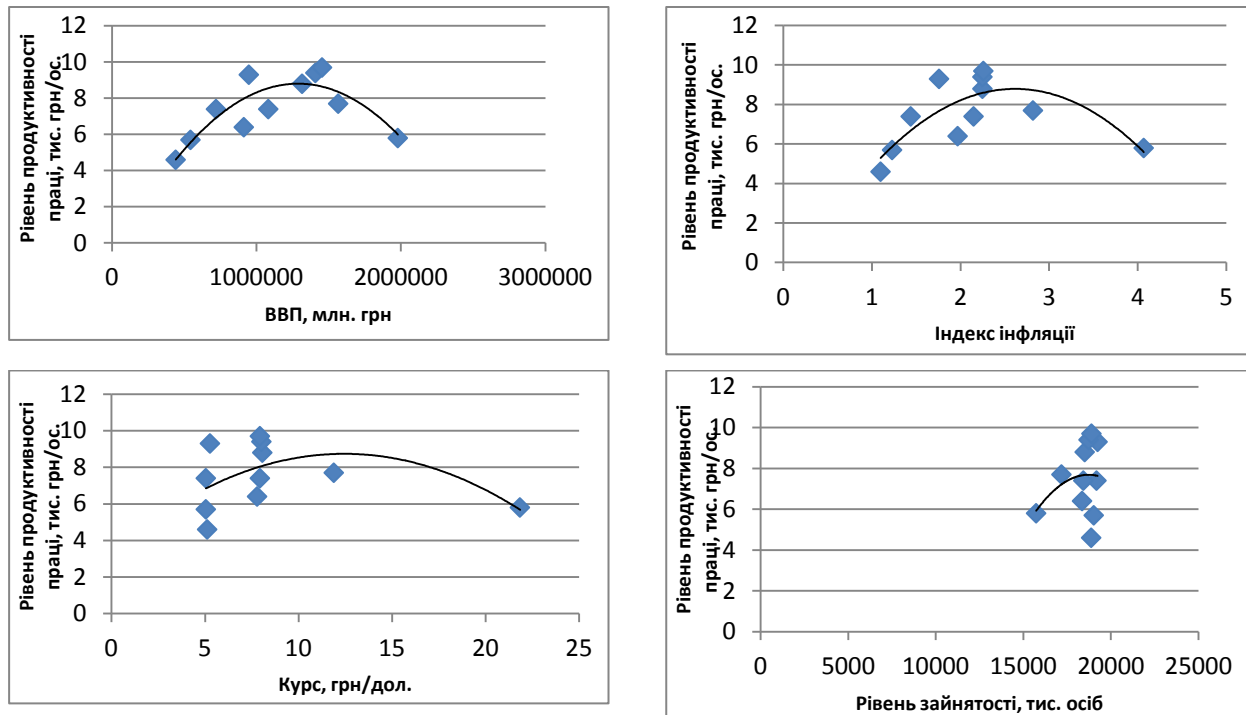 Рівень продуктивності
праці, тис. грн/ос.
12
10
8
6
4
2
0
0 1000000 2000000 3000000
ВВП, млн. грн
Рівень продуктивності
праці, тис. грн/ос.
12
10
8
6
4
2
0
0 1 2 3 4 5
Індекс інфляції
Рівень продуктивності
праці, тис. грн/ос.
12
10
8
6
4
2
0
0 5 10 15 20 25
Курс, грн/дол.
Рівень продуктивності
праці, тис. грн/ос.
12
10
8
6
4
2
0
0 5000 10000 15000 20000 25000
Рівень зайнятості, тис. осіб